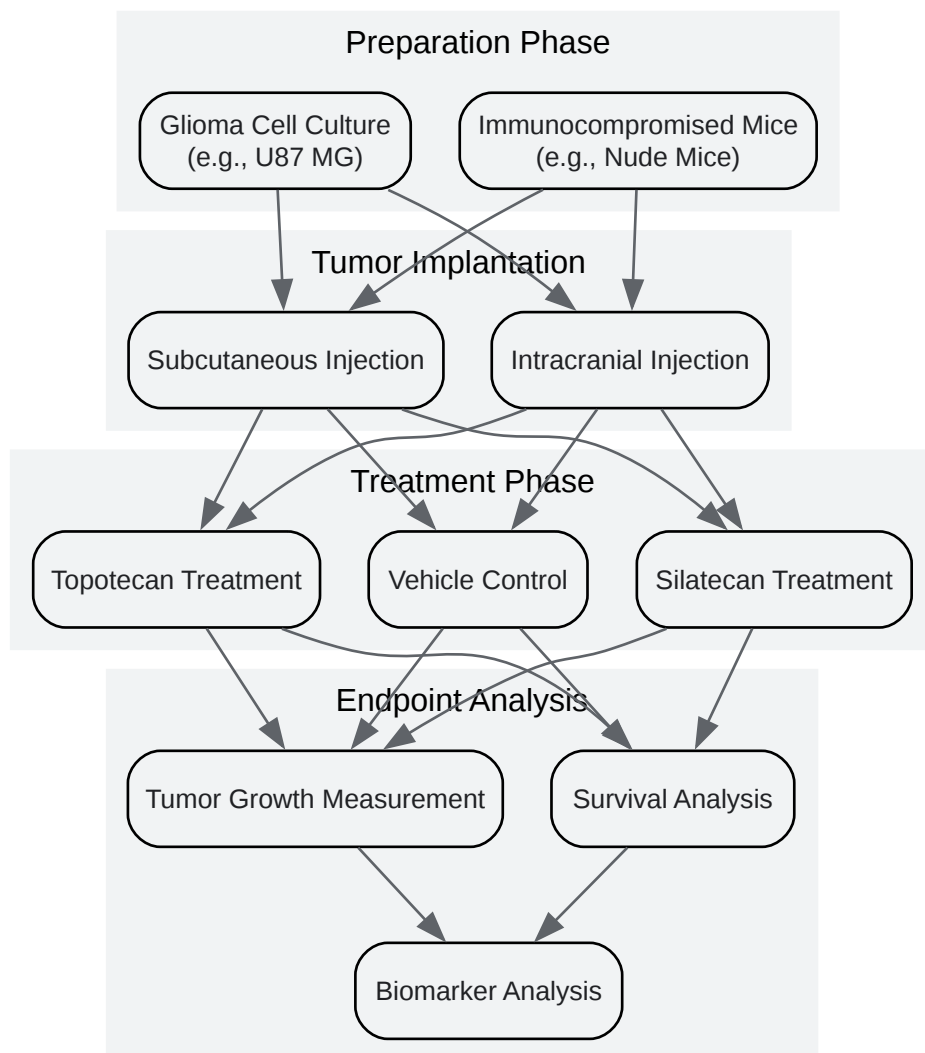 Preparation Phase
Glioma Cell Culture
(e.g., U87 MG)
Immunocompromised Mice
(e.g., Nude Mice)
Tumor Implantation
Subcutaneous Injection
Intracranial Injection
Treatment Phase
Topotecan Treatment
Vehicle Control
Silatecan Treatment
Endpoint Analysis
Tumor Growth Measurement
Survival Analysis
Biomarker Analysis